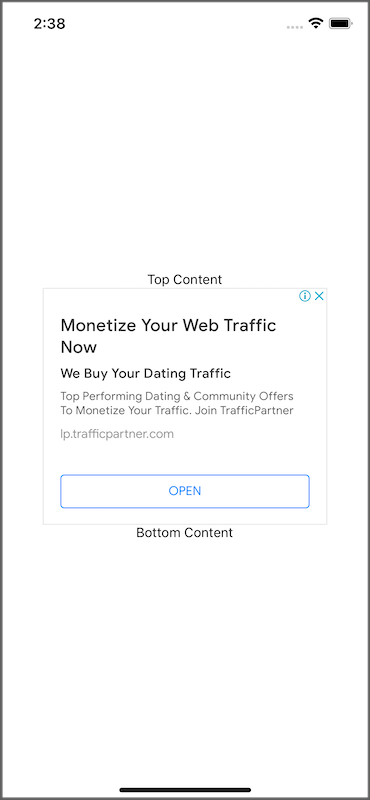 2:38
Top Content
Monetize Your Web Traffic
Now
We Buy Your Dating Traffic
Top Performing Dating & Community Offers
To Monetize Your Traffic. Join TrafficPartner
lp.trafficpartner.com
OPEN
Bottom Content